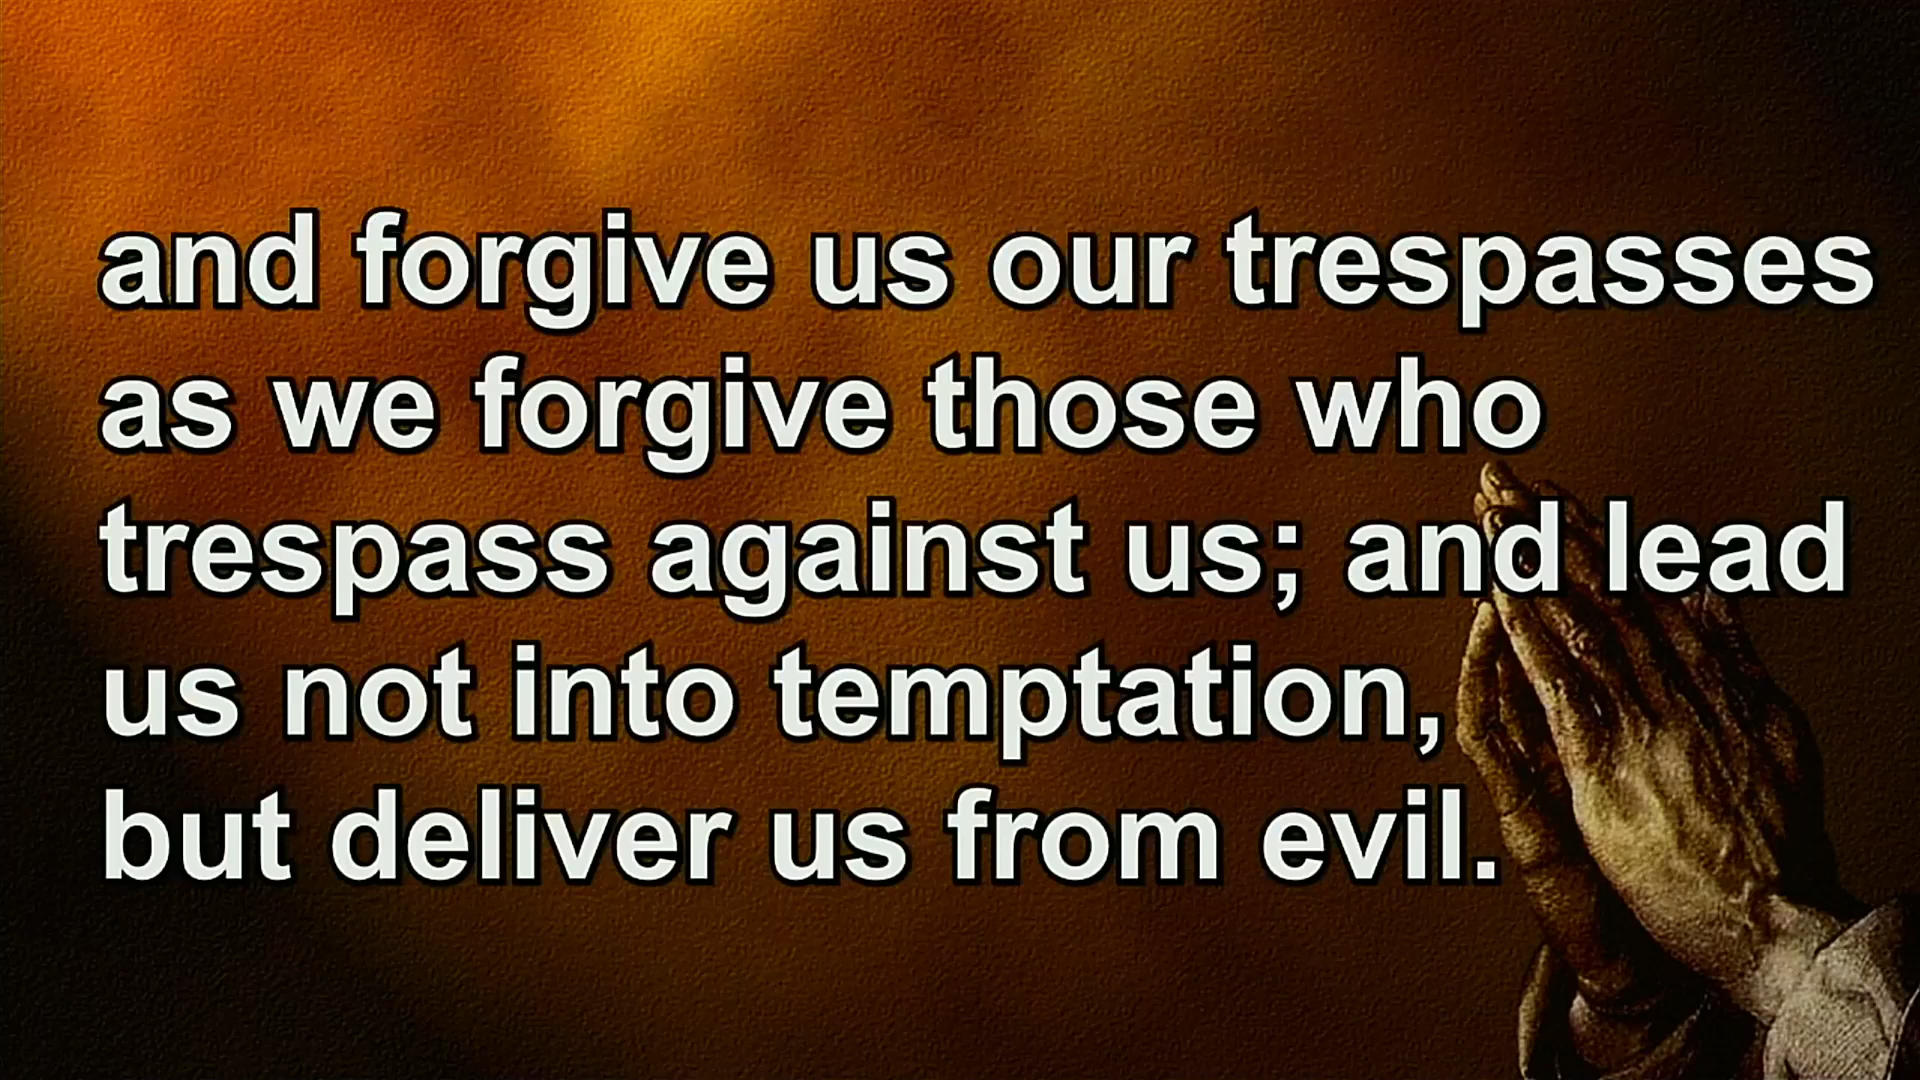 and forgive us our trespasses
as we forgive those who
trespass against us; and lead
us not into temptation,
but deliver us from evil.